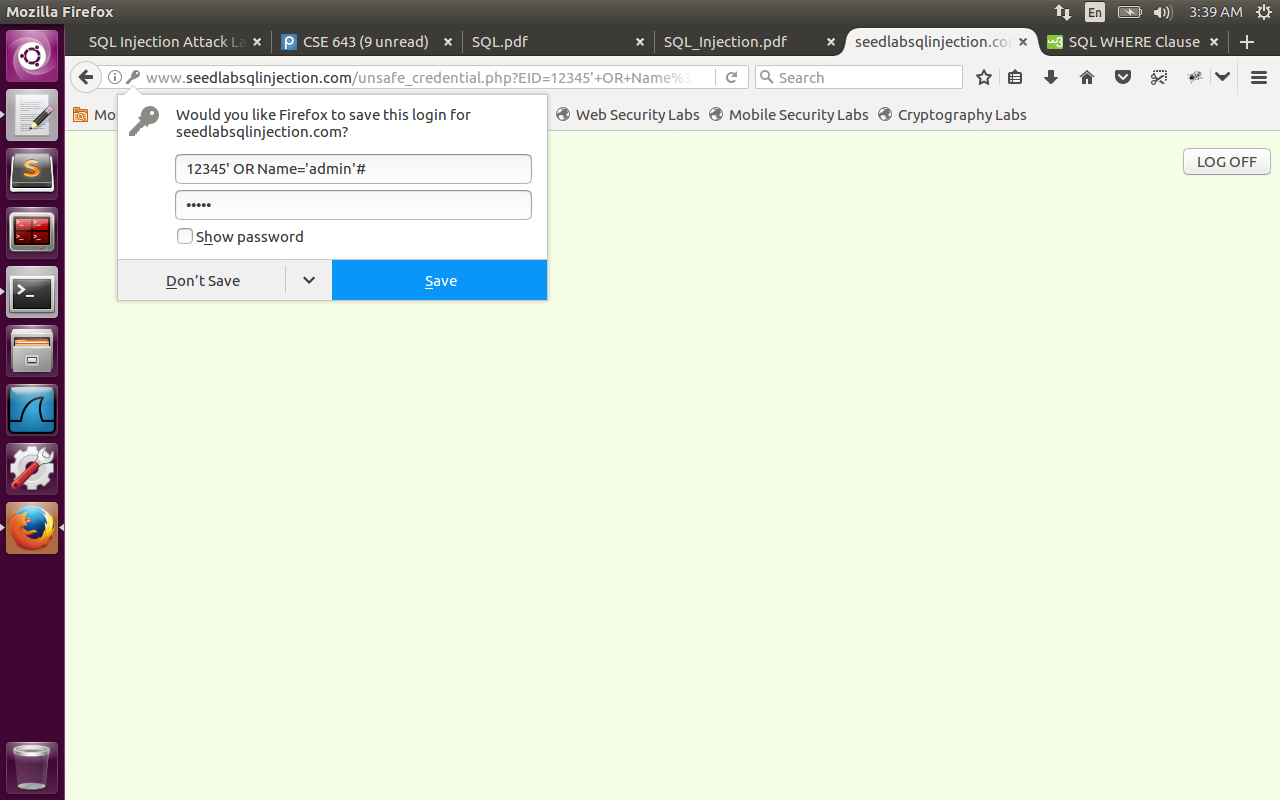 Mozilla Firefox
En
3:39 AM
SQL Injection Attack La
CSE 643 (9 unread)
SQL.pdf
SQL_Injection.pdf
seedlabsqlinjection.co
SQL WHERE Clause
www.seedlabsqlinjection.com/unsafe_credential.php?EID=12345'+OR+Name%3
Search
Mo
Web Security Labs
Mobile Security Labs
Cryptography Labs
Would you like Firefox to save this login for
seedlabsqlinjection.com?
12345' OR Name='admin'#
•••••
Show password
Don't Save
Save
LOG OFF